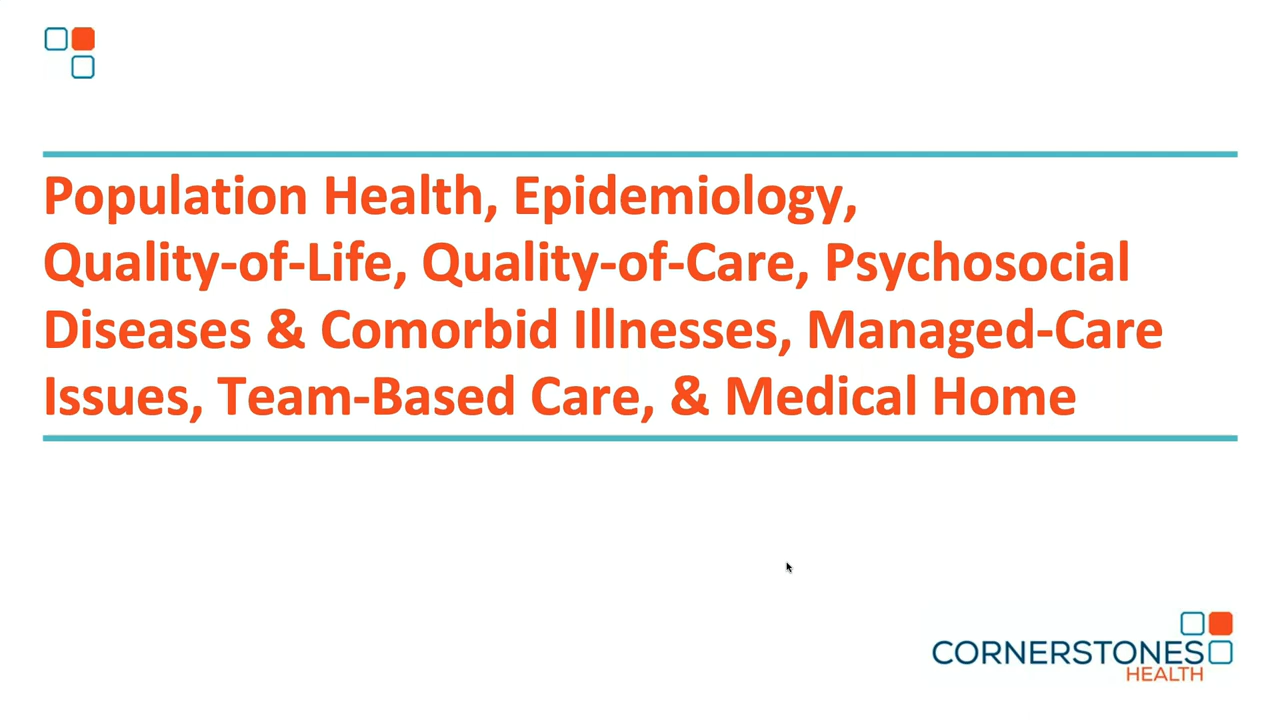 Population Health, Epidemiology,
Quality-of-Life, Quality-of-Care, Psychosocial
Diseases & Comorbid Illnesses, Managed-Care
Issues, Team-Based Care, & Medical Home
CORNERSTONES
HEALTH